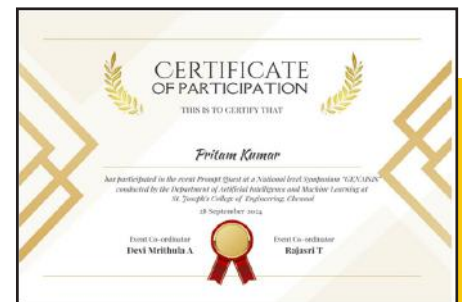 CERTIFICATE
OF PARTICIPATION
THIS IS TO CERTIFY THAT
Pritam Kumar
has participated in the event Prompt Quest at a National level Symposium
conducted by the Department of Artificial Intelligence and Machine Learning at
St. Joseph's College of Engineering, Chennai
18 September 2024
Event Co-ordinator
Devi Mrithula A
Event Co-ordinator
Rajasri T